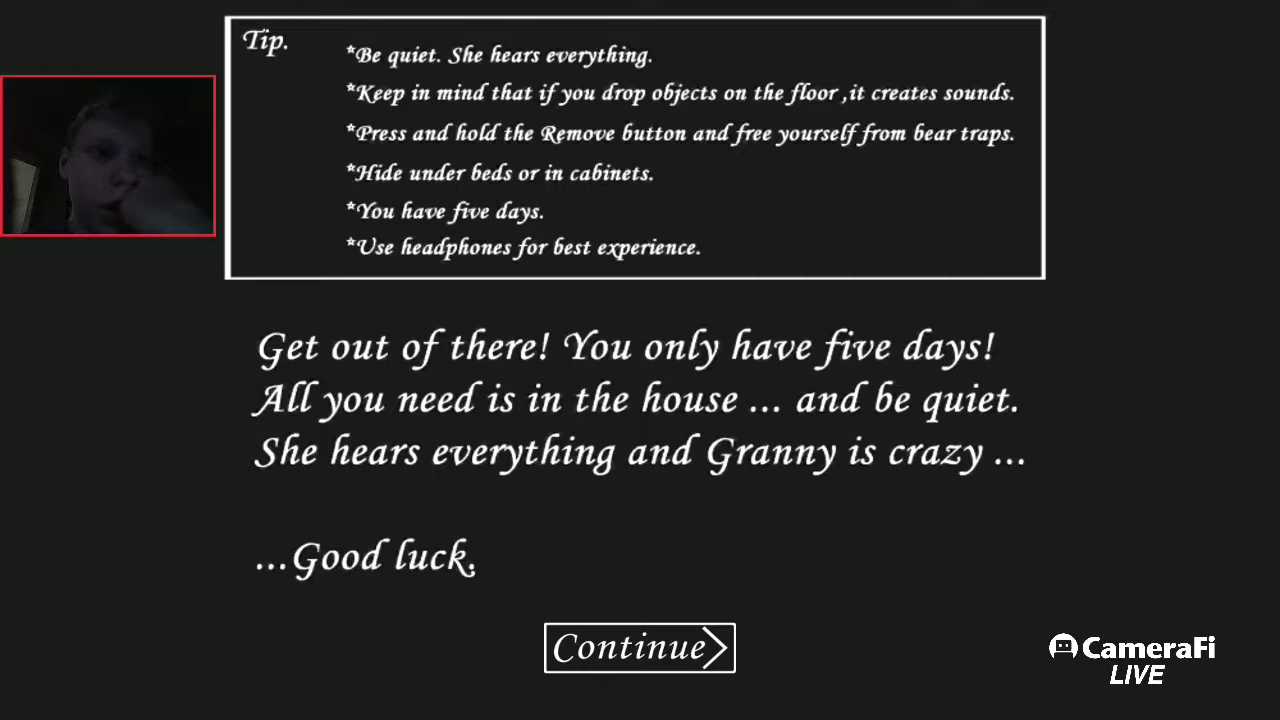 Tip.
*Be quiet. She hears everything.
*Keep in mind that if you drop objects on the floor ,it creates sounds.
*Press and hold the Remove button and free yourself from bear traps.
*Hide under beds or in cabinets.
*You have five days.
*Use headphones for best experience.
Get out of there! You only have five days!
All you need is in the house ... and be quiet.
She hears everything and Granny is crazy ...
...Good luck.
Continue
CameraFi
LIVE